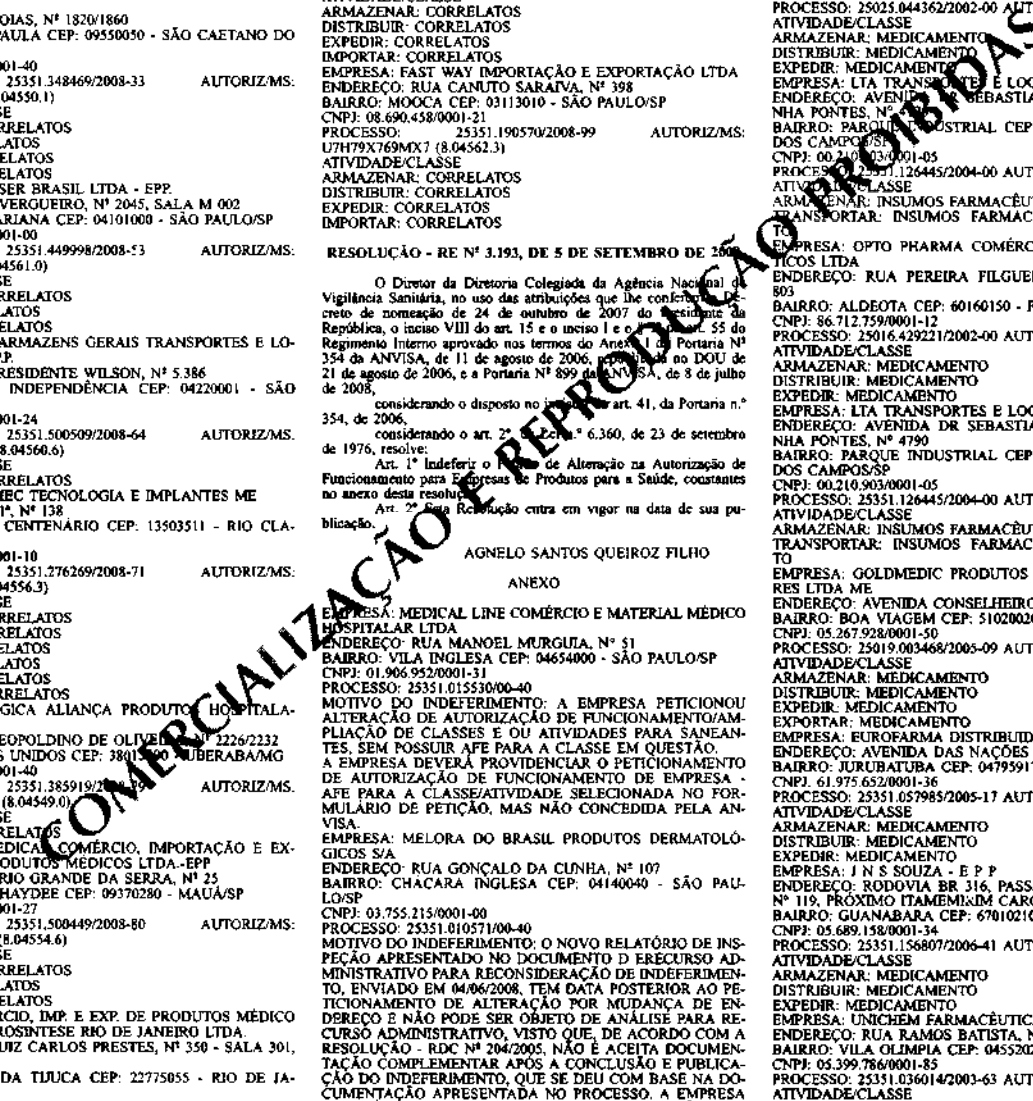 OIAS, Nº 1820/1860
PAULA CEP: 09550050 - SÃO CAETANO DO
001-40
25351.348469/2008-33 AUTORIZ/MS:
04550.1)
SE
RRELATOS
LATOS
ELATOS
ELATOS
SER BRASIL LTDA - EPP.
VERGUEIRO, Nº 2045, SALA M 002
ARIANA CEP: 04101000 - SÃO PAULO/SP
001-00
25351.449998/2008-53 AUTORIZ/MS:
04561.0)
SE
RRELATOS
LATOS
ELATOS
ARMAZENS GERAIS TRANSPORTES E LO-
P.P.
RESIDENTE WILSON, Nº 5.386
INDEPENDÊNCIA CEP: 04220001 - SÃO
001-24
25351.500509/2008-64 AUTORIZ/MS.
8.04560.6)
SE
RRELATOS
MEC TECNOLOGIA E IMPLANTES ME
1ª, Nº 138
CENTENÁRIO CEP: 13503511 - RIO CLA-
001-10
25351.276269/2008-71 AUTORIZ/MS:
04556.3)
SE
RRELATOS
RELATOS
ELATOS
LATOS
ELATOS
RRELATOS
GICA ALIANÇA PRODUTOS HOSPITALA-
EOPOLDINO DE OLIVEIRA, Nº 2226/2232
S UNIDOS CEP: UBERABA/MG
001-40
AUTORIZ/MS.
(8.04549.0)
SE
RELATOS
EDICAL COMÉRCIO, IMPORTAÇÃO E EX-
ODUTOS MÉDICOS LTDA.-EPP
RIO GRANDE DA SERRA, Nº 25
HAYDEE CEP: 09370280 - MAUÁ/SP
001-27
25351.500449/2008-80 AUTORIZ/MS:
(8.04554.6)
SE
RRELATOS
LATOS
ELATOS
RCIO, IMP. E EXP. DE PRODUTOS MÉDICO
ROSINTESE RIO DE JANEIRO LTDA.
UIZ CARLOS PRESTES, Nº 350 - SALA 301,
DA TIJUCA CEP: 22775055 - RIO DE JA-
ARMAZENAR: CORRELATOS
DISTRIBUIR: CORRELATOS
EXPEDIR: CORRELATOS
IMPORTAR: CORRELATOS
EMPRESA: FAST WAY IMPORTAÇÃO E EXPORTAÇÃO LTDA
ENDEREÇO: RUA CANUTO SARAIVA, Nº 398
BAIRRO: MOOCA CEP: 03113010 - SÃO PAULO/SP
CNPJ: 08.690.458/0001-21
PROCESSO: 25351.190570/2008-99 AUTORIZ/MS:
U7H79X769MX7 (8.04562.3)
ATIVIDADE/CLASSE
ARMAZENAR: CORRELATOS
DISTRIBUIR: CORRELATOS
EXPEDIR: CORRELATOS
IMPORTAR: CORRELATOS
RESOLUÇÃO - RE Nº 3.193, DE 5 DE SETEMBRO DE 2008
O Diretor da Diretoria Colegiada da Agência Nacional de
Vigilância Sanitária, no uso das atribuições que lhe conferem o De-
creto de nomeação de 24 de outubro de 2007 do Presidente da
República, o inciso VIII do art. 15 e o inciso I e o art. 55 do
Regimento Interno aprovado nos termos do Anexo I da Portaria Nº
354 da ANVISA, de 11 de agosto de 2006, republicada no DOU de
21 de agosto de 2006, e a Portaria Nº 899 da ANVISA, de 8 de julho
de 2008,
considerando o disposto no art. 41, da Portaria n.º
354, de 2006,
considerando o art. 2º da Lei n.º 6.360, de 23 de setembro
de 1976, resolve:
Art. 1º Indeferir o Pedido de Alteração na Autorização de
Funcionamento para Empresas de Produtos para a Saúde, constantes
no anexo desta resolução.
Art. 2º Esta Resolução entra em vigor na data de sua pu-
blicação.
AGNELO SANTOS QUEIROZ FILHO
ANEXO
EMPRESA: MEDICAL LINE COMÉRCIO E MATERIAL MÉDICO
HOSPITALAR LTDA
ENDEREÇO: RUA MANOEL MURGUIA, Nº 51
BAIRRO: VILA INGLESA CEP: 04654000 - SÃO PAULO/SP
CNPJ: 01.906.952/0001-31
PROCESSO: 25351.015530/00-40
MOTIVO DO INDEFERIMENTO: A EMPRESA PETICIONOU
ALTERAÇÃO DE AUTORIZAÇÃO DE FUNCIONAMENTO/AM-
PLIAÇÃO DE CLASSES E OU ATIVIDADES PARA SANEAN-
TES, SEM POSSUIR AFE PARA A CLASSE EM QUESTÃO.
A EMPRESA DEVERÁ PROVIDENCIAR O PETICIONAMENTO
DE AUTORIZAÇÃO DE FUNCIONAMENTO DE EMPRESA -
AFE PARA A CLASSE/ATIVIDADE SELECIONADA NO FOR-
MULÁRIO DE PETIÇÃO, MAS NÃO CONCEDIDA PELA AN-
VISA.
EMPRESA: MELORA DO BRASIL PRODUTOS DERMATOLÓ-
GICOS S/A
ENDEREÇO: RUA GONÇALO DA CUNHA, Nº 107
BAIRRO: CHACARA INGLESA CEP: 04140040 - SÃO PAU-
LO/SP
CNPJ: 03.755.215/0001-00
PROCESSO: 25351.010571/00-40
MOTIVO DO INDEFERIMENTO: O NOVO RELATÓRIO DE INS-
PEÇÃO APRESENTADO NO DOCUMENTO D ERECURSO AD-
MINISTRATIVO PARA RECONSIDERAÇÃO DE INDEFERIMEN-
TO, ENVIADO EM 04/06/2008, TEM DATA POSTERIOR AO PE-
TICIONAMENTO DE ALTERAÇÃO POR MUDANÇA DE EN-
DEREÇO E NÃO PODE SER OBJETO DE ANÁLISE PARA RE-
CURSO ADMINISTRATIVO, VISTO QUE, DE ACORDO COM A
RESOLUÇÃO - RDC Nº 204/2005, NÃO É ACEITA DOCUMEN-
TAÇÃO COMPLEMENTAR APÓS A CONCLUSÃO E PUBLICA-
ÇÃO DO INDEFERIMENTO, QUE SE DEU COM BASE NA DO-
CUMENTAÇÃO APRESENTADA NO PROCESSO. A EMPRESA
PROCESSO: 25025.044362/2002-00 AUT
ATIVIDADE/CLASSE
ARMAZENAR: MEDICAMENTO
DISTRIBUIR: MEDICAMENTO
EXPEDIR: MEDICAMENTO
EMPRESA: LTA TRANSPORTES E LOG
ENDEREÇO: AVENIDA DR SEBASTIA
NHA PONTES, Nº
BAIRRO: PARQUE INDUSTRIAL CEP
DOS CAMPOS/SP
CNPJ: 00.210.903/0001-05
PROCESSO: 25351.126445/2004-00 AUT
ATIVIDADE/CLASSE
ARMAZENAR: INSUMOS FARMACÊUT
TRANSPORTAR: INSUMOS FARMAC
TO
EMPRESA: OPTO PHARMA COMÉRC
TICOS LTDA
ENDEREÇO: RUA PEREIRA FILGUEI
803
BAIRRO: ALDEOTA CEP: 60160150 - F
CNPJ: 86.712.759/0001-12
PROCESSO: 25016.429221/2002-00 AUT
ATIVIDADE/CLASSE
ARMAZENAR: MEDICAMENTO
DISTRIBUIR: MEDICAMENTO
EXPEDIR: MEDICAMENTO
EMPRESA: LTA TRANSPORTES E LOG
ENDEREÇO: AVENIDA DR SEBASTIA
NHA PONTES, Nº 4790
BAIRRO: PARQUE INDUSTRIAL CEP
DOS CAMPOS/SP
CNPJ: 00.210.903/0001-05
PROCESSO: 25351.126445/2004-00 AUT
ATIVIDADE/CLASSE
ARMAZENAR: INSUMOS FARMACÊUT
TRANSPORTAR: INSUMOS FARMAC
TO
EMPRESA: GOLDMEDIC PRODUTOS
RES LTDA ME
ENDEREÇO: AVENIDA CONSELHEIRO
BAIRRO: BOA VIAGEM CEP: 5102002
CNPJ: 05.267.928/0001-50
PROCESSO: 25019.003468/2005-09 AUT
ATIVIDADE/CLASSE
ARMAZENAR: MEDICAMENTO
DISTRIBUIR: MEDICAMENTO
EXPEDIR: MEDICAMENTO
EXPORTAR: MEDICAMENTO
EMPRESA: EUROFARMA DISTRIBUID
ENDEREÇO: AVENIDA DAS NAÇÕES
BAIRRO: JURUBATUBA CEP: 0479591
CNPJ. 61.975.652/0001-36
PROCESSO: 25351.057985/2005-17 AUT
ATIVIDADE/CLASSE
ARMAZENAR: MEDICAMENTO
DISTRIBUIR: MEDICAMENTO
EXPEDIR: MEDICAMENTO
EMPRESA: J N S SOUZA - E P P
ENDEREÇO: RODOVIA BR 316, PASS.
Nº 119, PRÓXIMO ITAMEMIRIM CARG
BAIRRO: GUANABARA CEP: 6701021
CNPJ: 05.689.158/0001-34
PROCESSO: 25351.156807/2006-41 AUT
ATIVIDADE/CLASSE
ARMAZENAR: MEDICAMENTO
DISTRIBUIR: MEDICAMENTO
EXPEDIR: MEDICAMENTO
EMPRESA: UNICHEM FARMACÊUTIC
ENDEREÇO: RUA RAMOS BATISTA, N
BAIRRO: VILA OLIMPIA CEP: 0455202
CNPJ: 05.399.786/0001-85
PROCESSO: 25351.036014/2003-63 AUT
ATIVIDADE/CLASSE
COMERCIALIZAÇÃO E REPRODUÇÃO PROIBIDAS